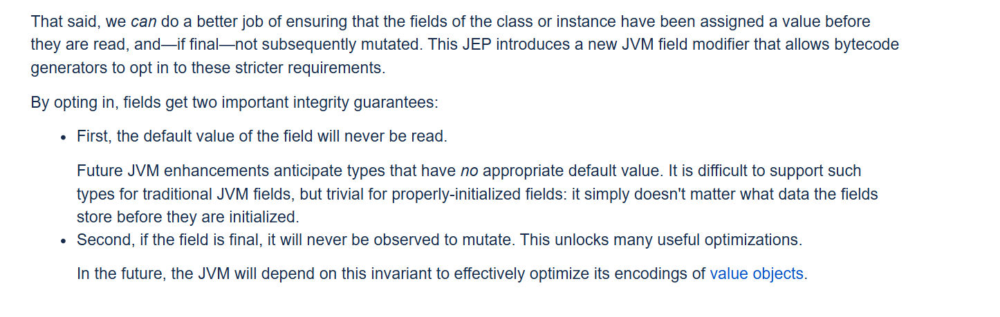 That said, we can do a better job of ensuring that the fields of the class or instance have been assigned a value before
they are read, and—if final—not subsequently mutated. This JEP introduces a new JVM field modifier that allows bytecode
generators to opt in to these stricter requirements.
By opting in, fields get two important integrity guarantees:
• First, the default value of the field will never be read.
Future JVM enhancements anticipate types that have no appropriate default value. It is difficult to support such
types for traditional JVM fields, but trivial for properly-initialized fields: it simply doesn't matter what data the fields
store before they are initialized.
• Second, if the field is final, it will never be observed to mutate. This unlocks many useful optimizations.
In the future, the JVM will depend on this invariant to effectively optimize its encodings of value objects.